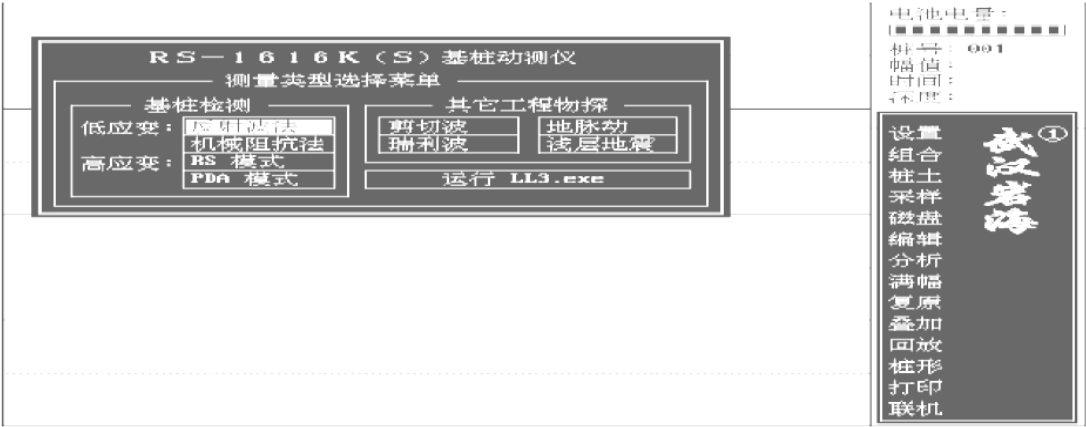 RS-1616K(S)基桩动测仪
测量类型选择菜单
基桩检测
低应变:
机械阻抗法
高应变: RS 模式
PDA 模式
其它工程物探
剪切波 地脉动
瑞利波 浅层地震
运行 LL3.exe
电池电量:
桩号: 001
幅值:
时间:
深度:
设置
组合
桩土
采样
磁盘
编辑
分析
满幅
复原
叠加
回放
桩形
打印
联机
武汉岩海
①